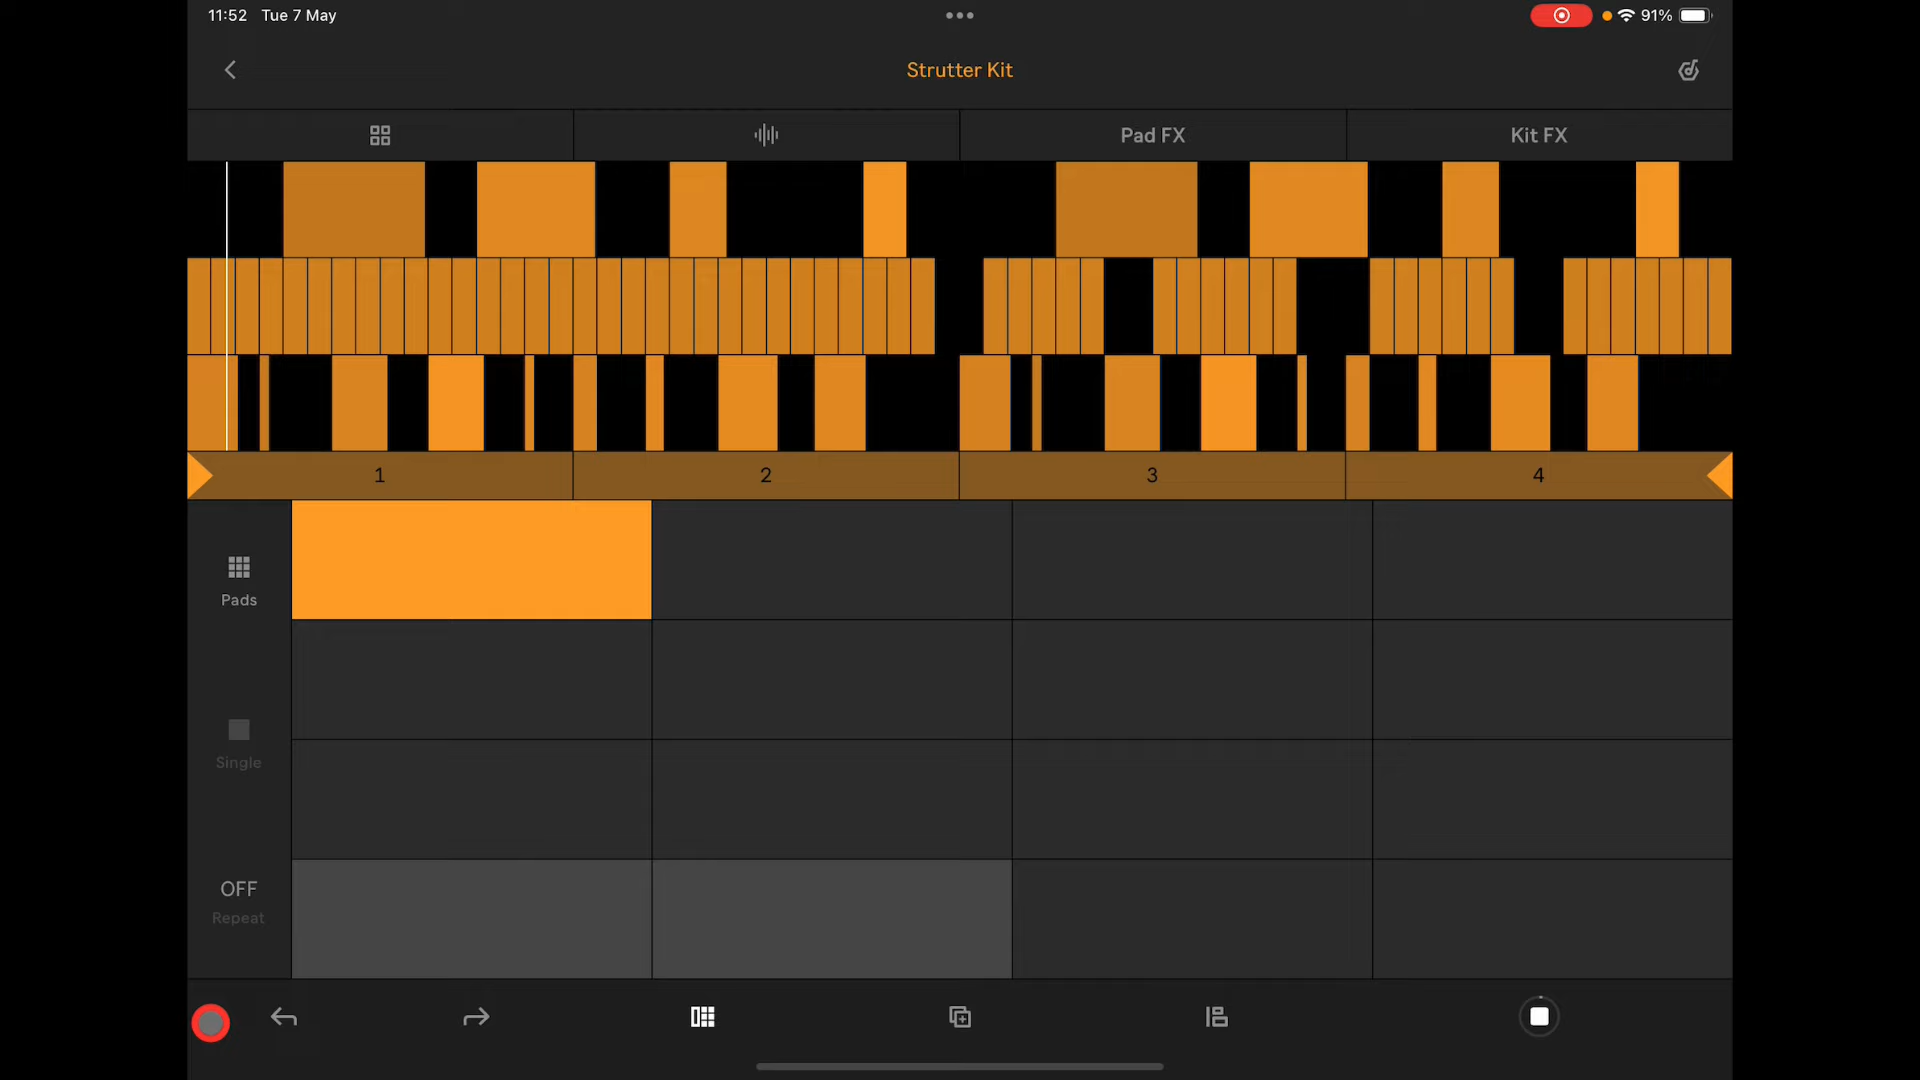 11:52 Tue 7 May
91%
Strutter Kit
Pad FX
Kit FX
1 2 3 4
Pads
Single
OFF
Repeat